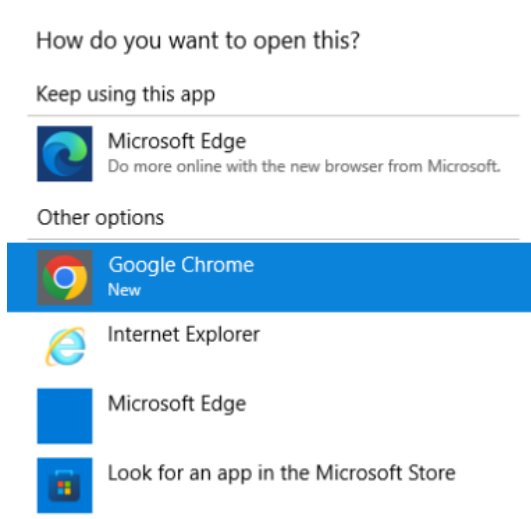 How do you want to open this?
Keep using this app
Microsoft Edge
Do more online with the new browser from Microsoft.
Other options
Google Chrome
New
Internet Explorer
Microsoft Edge
Look for an app in the Microsoft Store